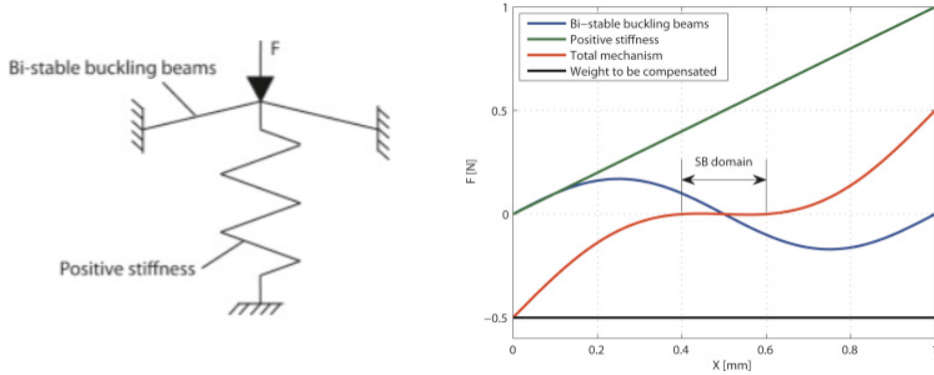 F
Bi-stable buckling beams
Positive stiffness
Bi-stable buckling beams
Positive stiffness
Total mechanism
Weight to be compensated
SB domain
F [N]
1
0.5
0
−0.5
0
0.2
0.4
0.6
0.8
1
X [mm]